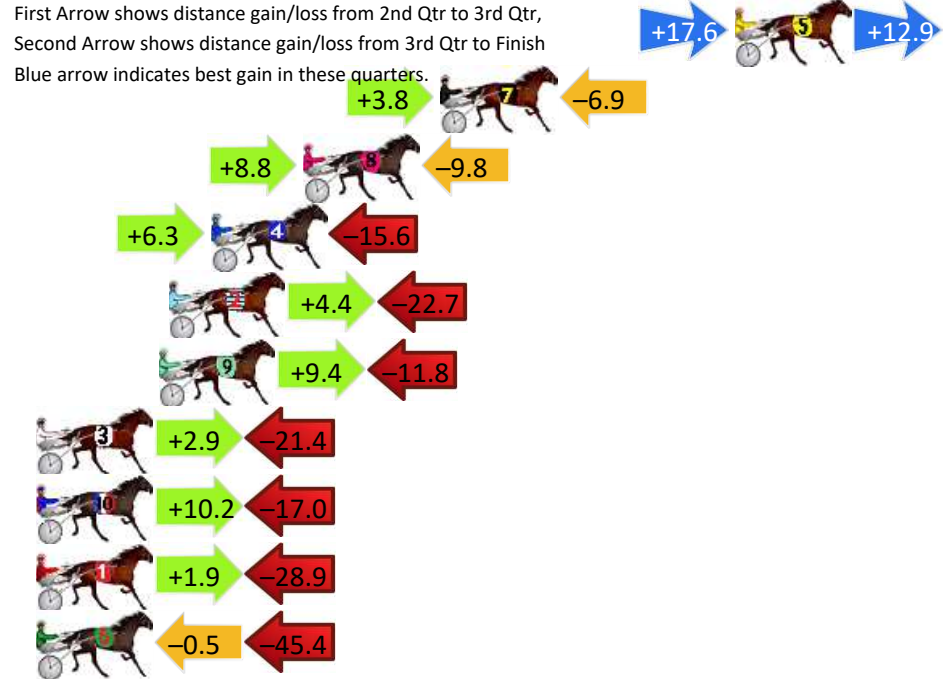 First Arrow shows distance gain/loss from 2nd Qtr to 3rd Qtr,
Second Arrow shows distance gain/loss from 3rd Qtr to Finish
Blue arrow indicates best gain in these quarters.
+17.6 5 +12.9
+3.8 7 –6.9
+8.8 8 –9.8
+6.3 4 –15.6
2 +4.4 –22.7
9 +9.4 –11.8
3 +2.9 –21.4
10 +10.2 –17.0
1 +1.9 –28.9
6 –0.5 –45.4